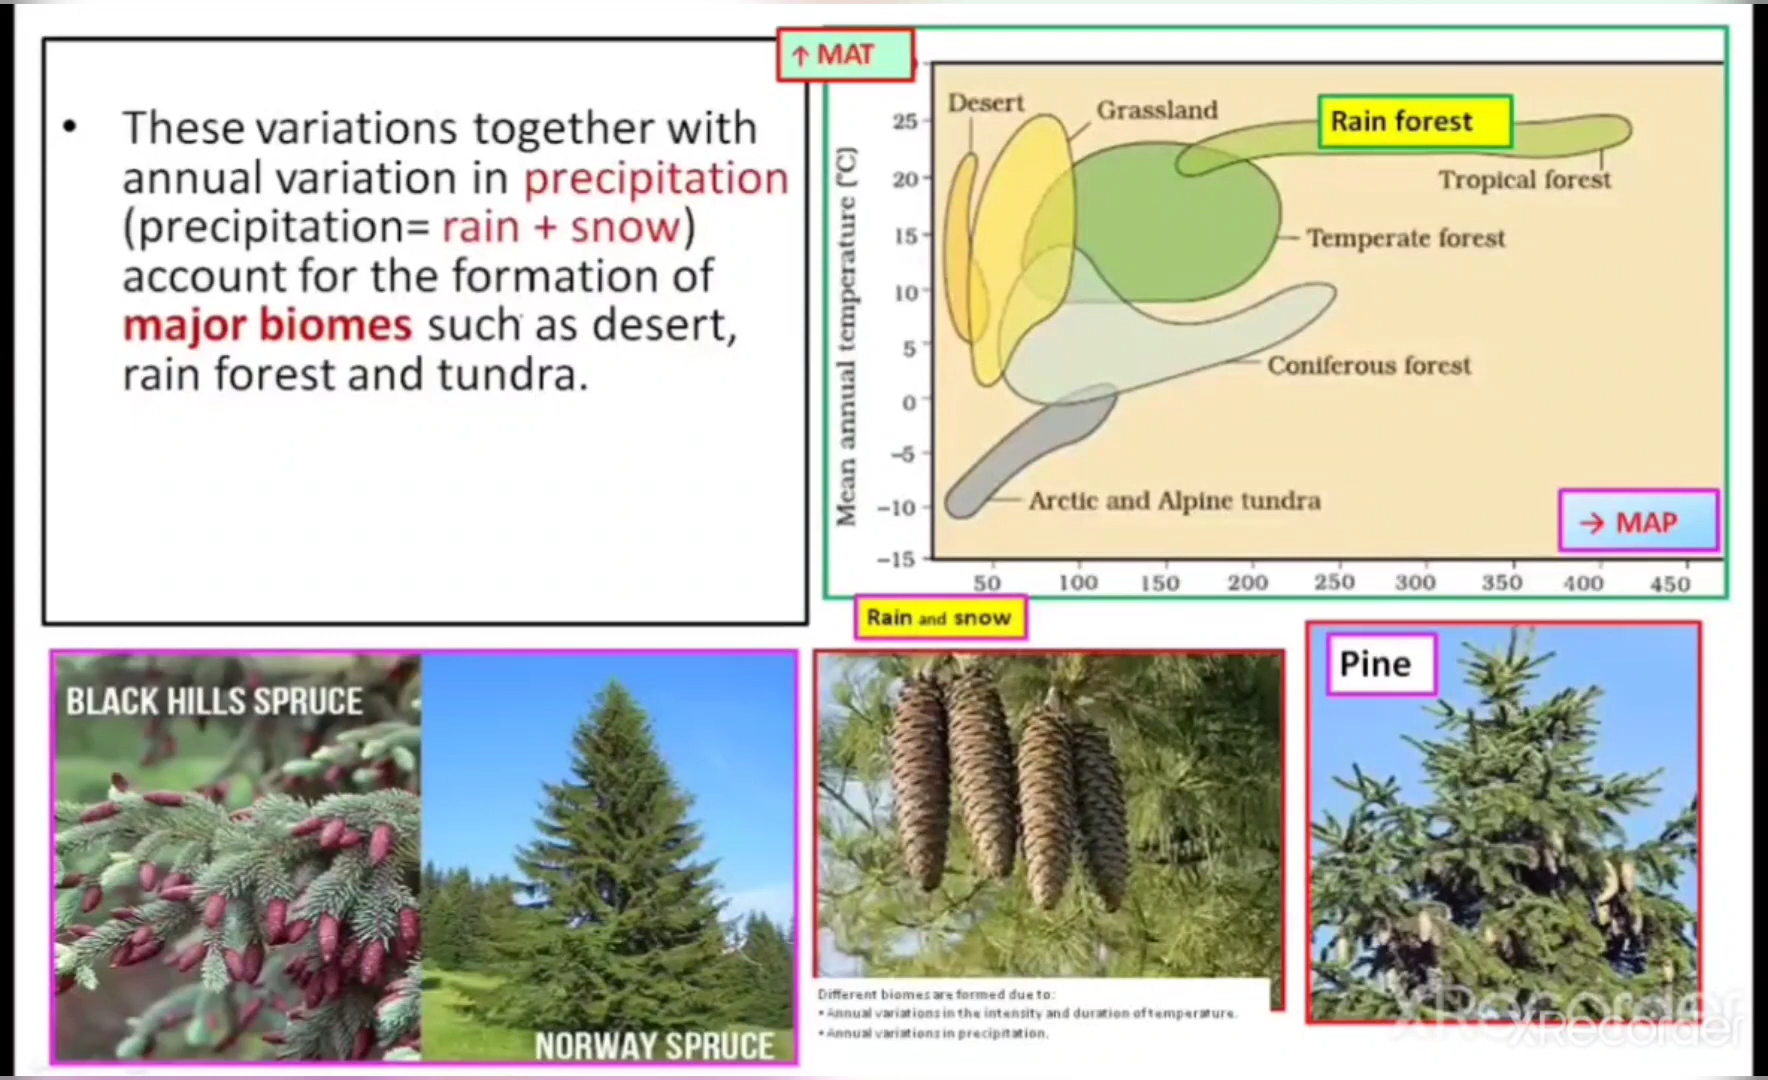 • These variations together with
annual variation in precipitation
(precipitation= rain + snow)
account for the formation of
major biomes such as desert,
rain forest and tundra.
↑ MAT
Mean annual temperature (°C)
25
20
15
10
5
0
-5
-10
-15
Desert
Grassland
Rain forest
Tropical forest
Temperate forest
Coniferous forest
Arctic and Alpine tundra
→ MAP
50 100 150 200 250 300 350 400 450
Rain and snow
BLACK HILLS SPRUCE
NORWAY SPRUCE
Different biomes are formed due to:
• Annual variations in the intensity and duration of temperature.
• Annual variations in precipitation.
Pine
XRecorder
XRecorder